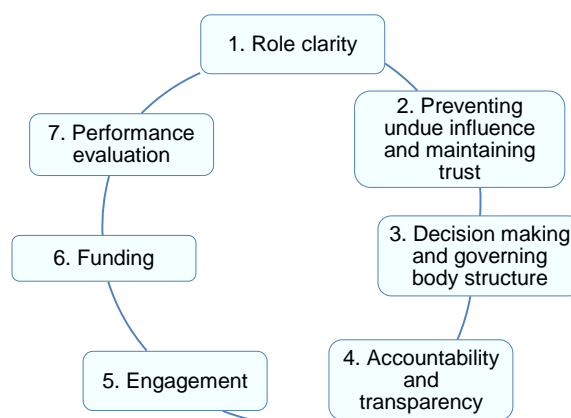 1. Role clarity
2. Preventing
undue influence
and maintaining
trust
3. Decision making
and governing
body structure
4. Accountability
and
transparency
5. Engagement
6. Funding
7. Performance
evaluation